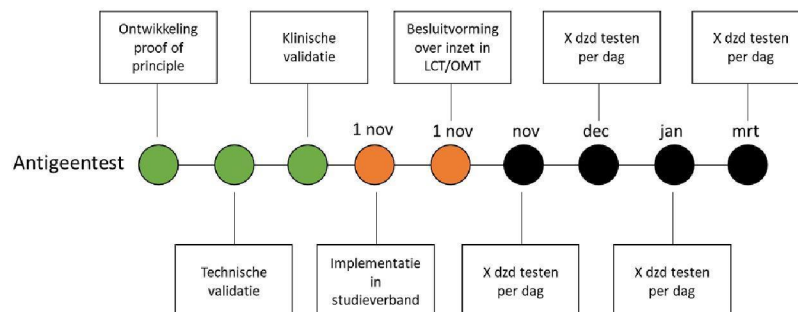 Ontwikkeling
proof of
principle
Klinische
validatie
Besluitvorming
over inzet in
LCT/OMT
X dzd testen
per dag
X dzd testen
per dag
Antigeentest
1 nov
1 nov
nov
dec
jan
mrt
Technische
validatie
Implementatie
in
studieverband
X dzd testen
per dag
X dzd testen
per dag